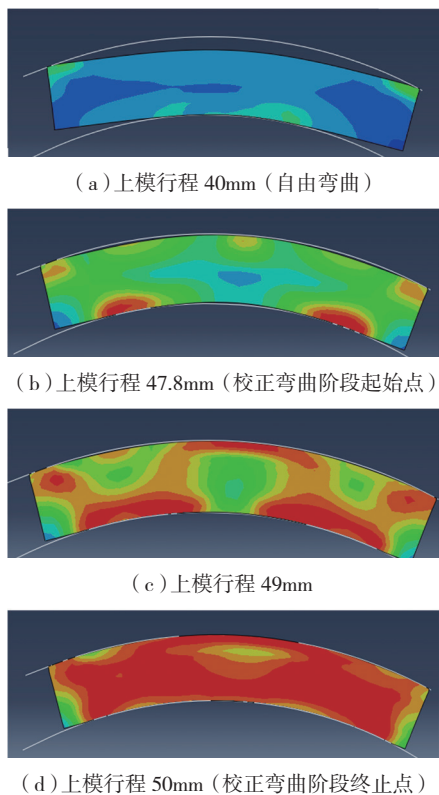 （a）上模行程 40mm（自由弯曲）
（b）上模行程 47.8mm（校正弯曲阶段起始点）
（c）上模行程 49mm
（d）上模行程 50mm（校正弯曲阶段终止点）